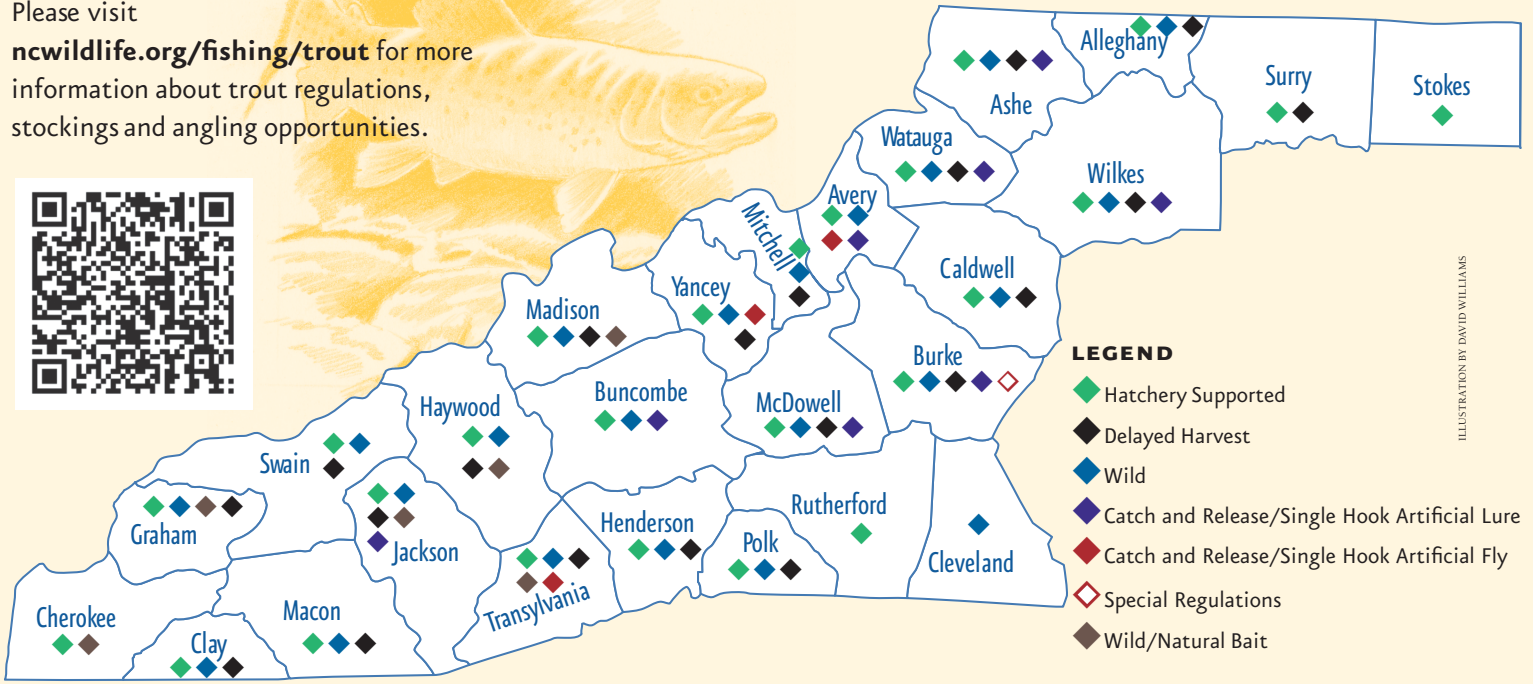 Please visit
ncwildlife.org/fishing/trout for more
information about trout regulations,
stockings and angling opportunities.
Alleghany
Ashe
Surry
Stokes
Watauga
Wilkes
Avery
Mitchell
Caldwell
Yancey
Madison
Burke
Buncombe
McDowell
Haywood
Swain
Graham
Jackson
Henderson
Rutherford
Polk
Cleveland
Transylvania
Cherokee
Macon
Clay
LEGEND
Hatchery Supported
Delayed Harvest
Wild
Catch and Release/Single Hook Artificial Lure
Catch and Release/Single Hook Artificial Fly
Special Regulations
Wild/Natural Bait
ILLUSTRATION BY DAVID WILLIAMS